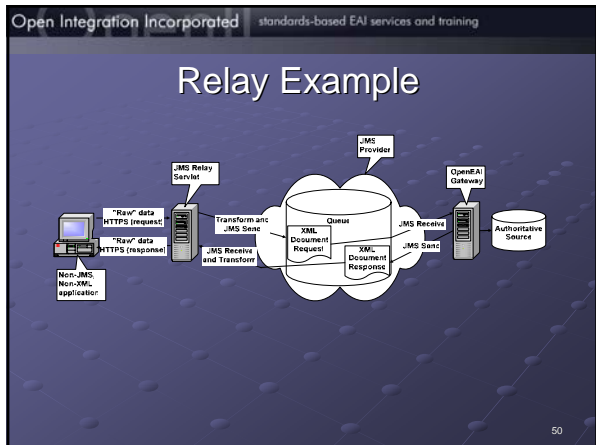 Open Integration Incorporated
standards-based EAI services and training
Relay Example
JMS
Provider
JMS Relay
Servlet
OpenEAI
Gateway
"Raw" data
HTTPS (request)
Transform and
JMS Send
Queue
XML
Document
Request
JMS Receive
Authoritative
Source
"Raw" data
HTTPS (response)
JMS Receive
and Transform
XML
Document
Response
JMS Send
Non-JMS,
Non-XML
application
50